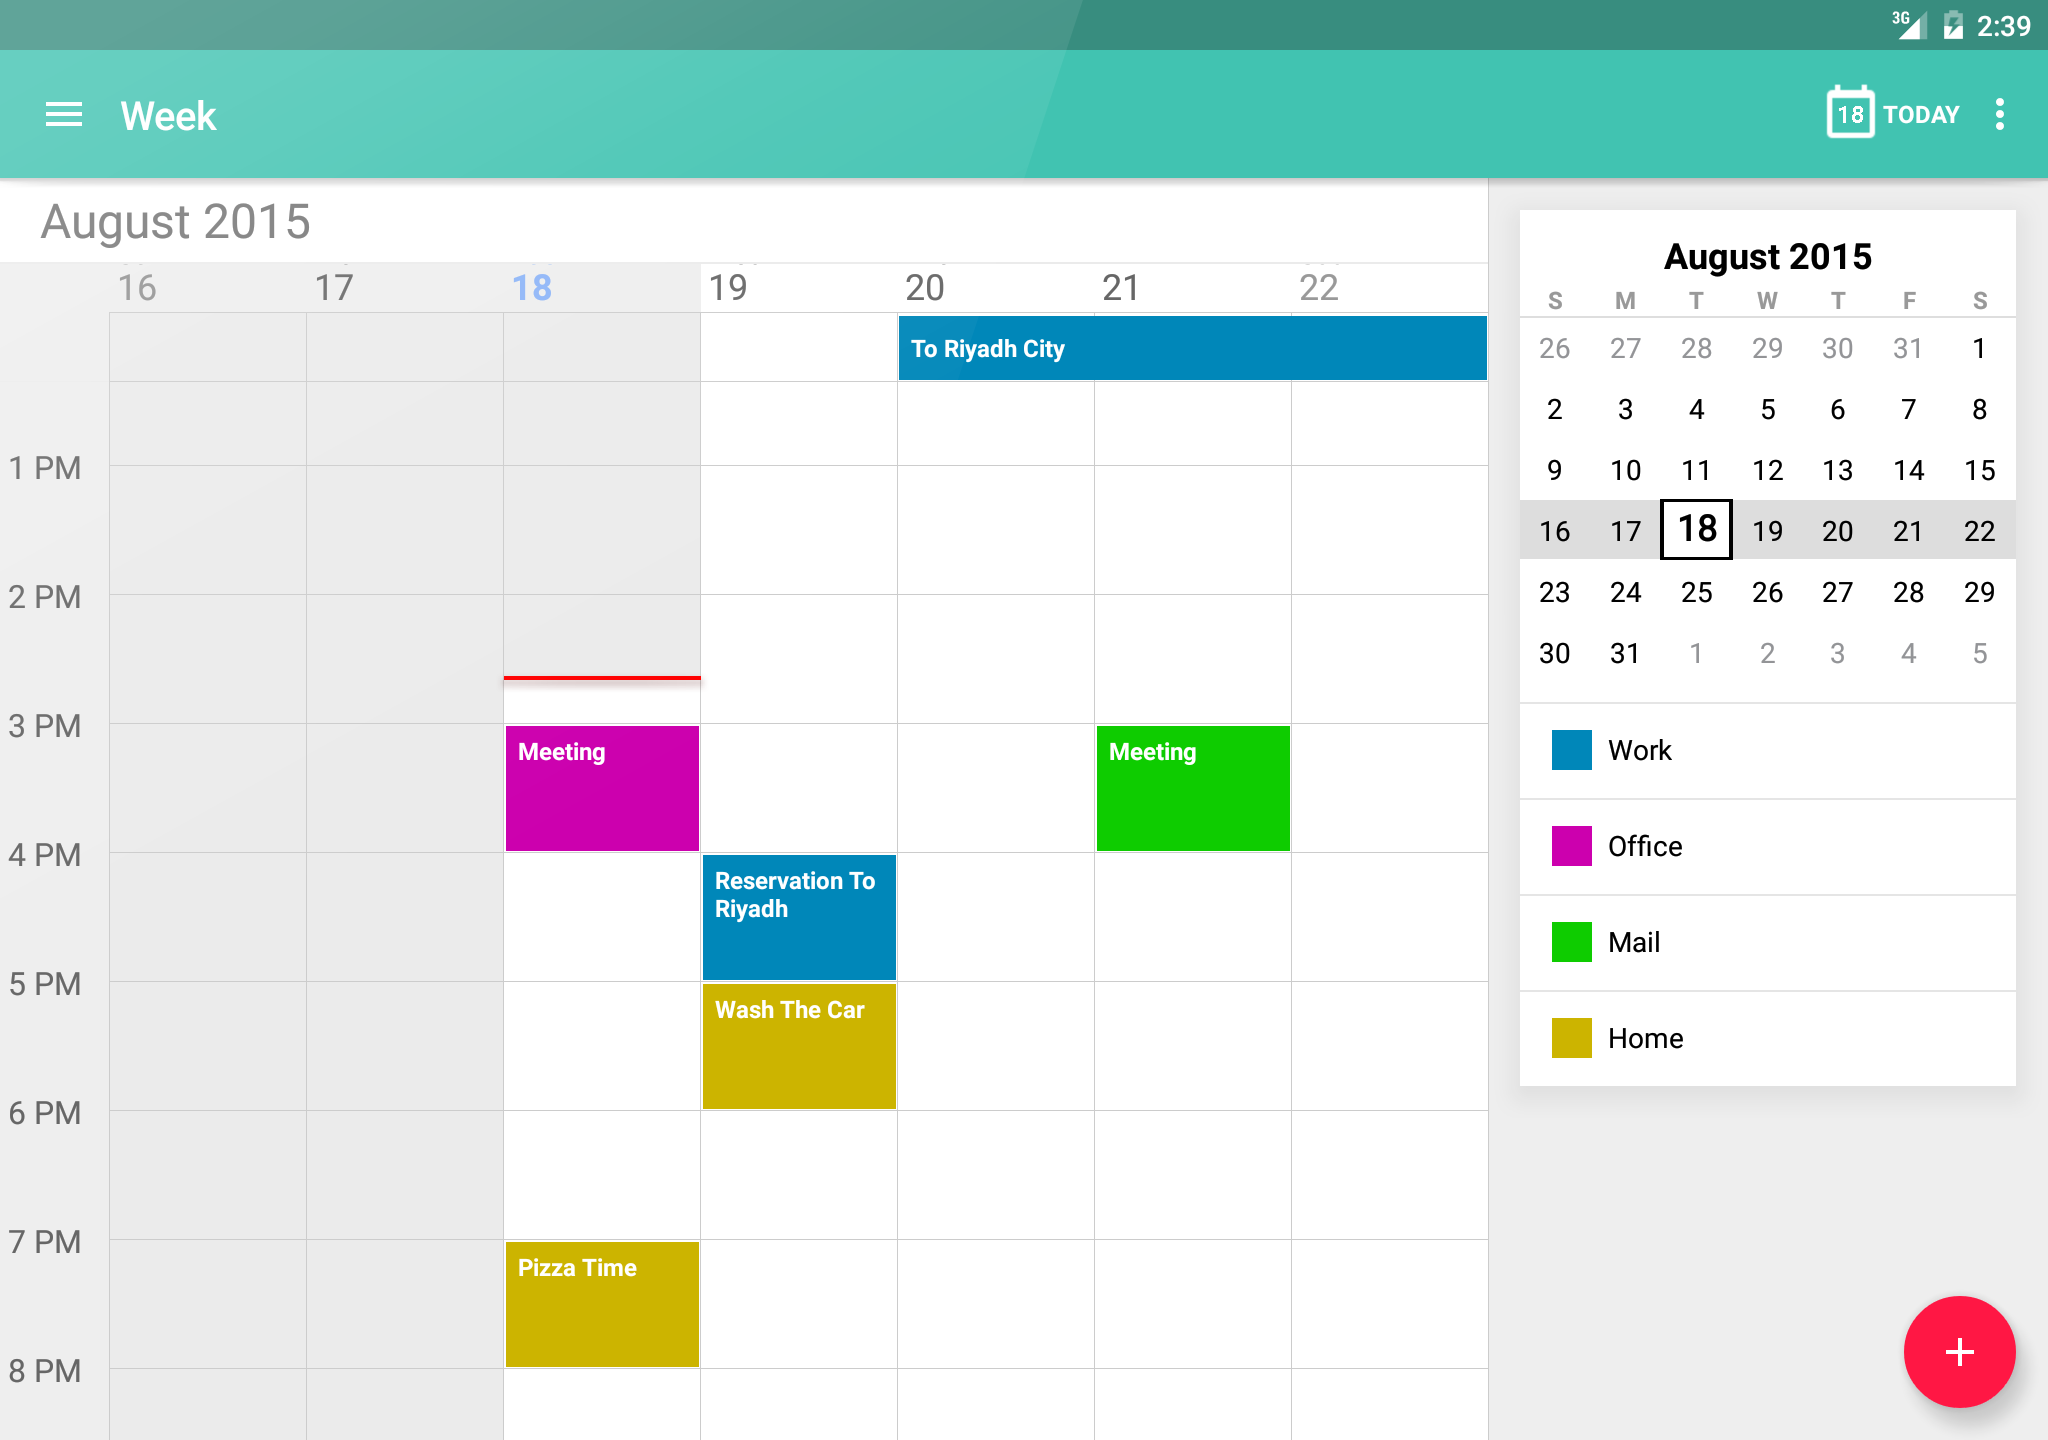 3G 2:39
Week
18 TODAY
August 2015
16 17 18 19 20 21 22
To Riyadh City
1 PM
2 PM
3 PM
Meeting
Meeting
4 PM
Reservation To
Riyadh
5 PM
Wash The Car
6 PM
7 PM
Pizza Time
8 PM
August 2015
S M T W T F S
26 27 28 29 30 31 1
2 3 4 5 6 7 8
9 10 11 12 13 14 15
16 17 18 19 20 21 22
23 24 25 26 27 28 29
30 31 1 2 3 4 5
Work
Office
Mail
Home